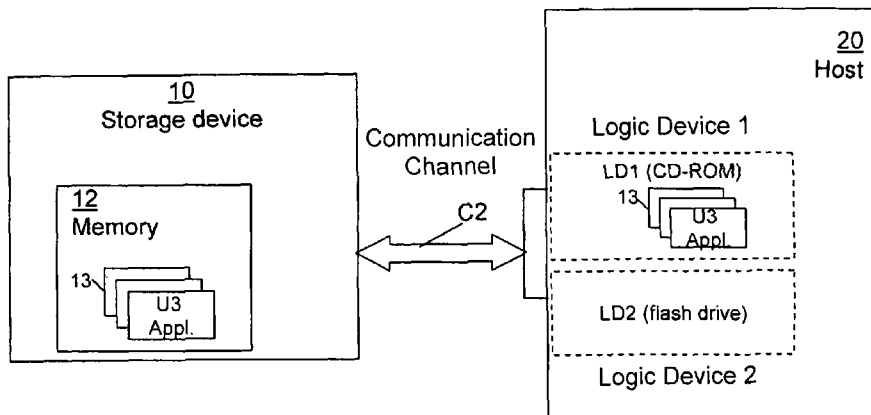 10
Storage device
12
Memory
13
U3
Appl.
Communication
Channel
C2
20
Host
Logic Device 1
LD1 (CD-ROM)
13
U3
Appl.
LD2 (flash drive)
Logic Device 2